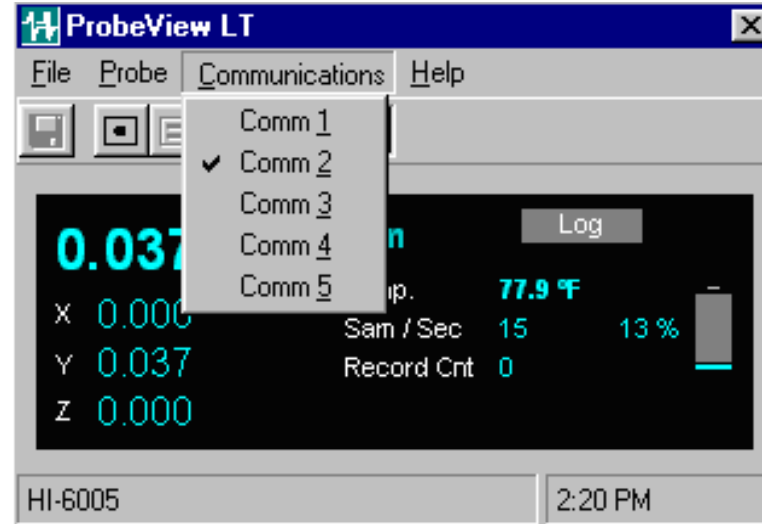 ProbeView LT
File Probe Communications Help
Comm 1
Comm 2
Comm 3
Comm 4
Comm 5
Log
0.037
77.9 °F
X 0.000
Sam / Sec 15 13 %
Y 0.037
Record Cnt 0
Z 0.000
HI-6005 2:20 PM